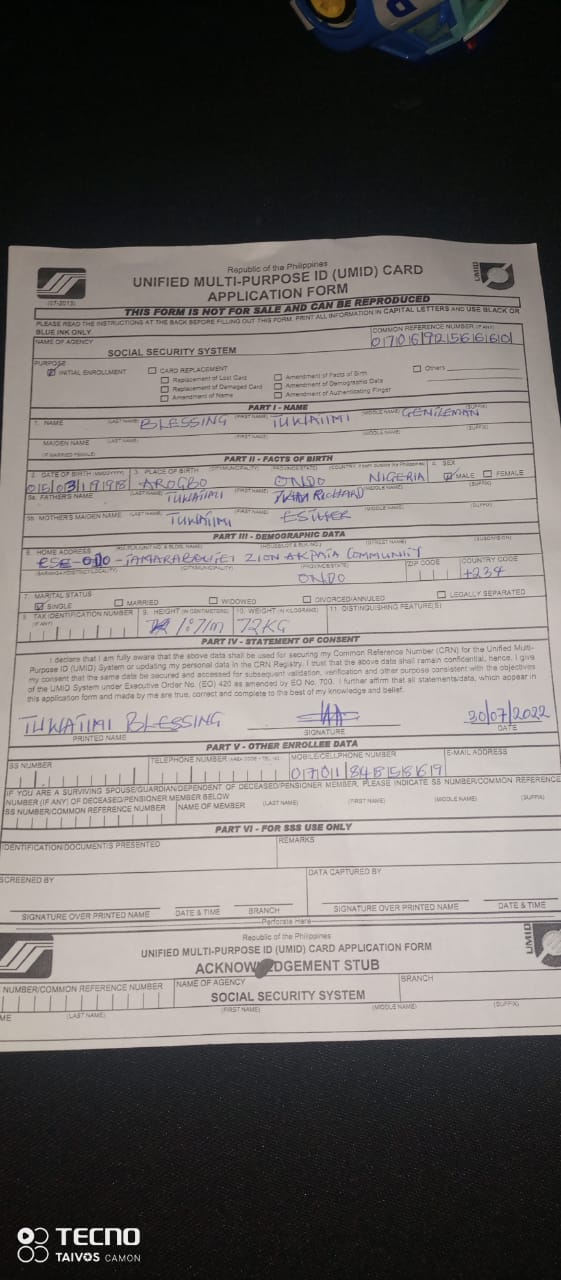 Republic of the Philippines
UNIFIED MULTI-PURPOSE ID (UMID) CARD
APPLICATION FORM
(07-2013)
UMID
THIS FORM IS NOT FOR SALE AND CAN BE REPRODUCED
PLEASE READ THE INSTRUCTIONS AT THE BACK BEFORE FILLING OUT THIS FORM. PRINT ALL INFORMATION IN CAPITAL LETTERS AND USE BLACK OR
BLUE INK ONLY.
NAME OF AGENCY
COMMON REFERENCE NUMBER (IF ANY)
SOCIAL SECURITY SYSTEM
PURPOSE
INITIAL ENROLLMENT
CARD REPLACEMENT
Replacement of Lost Card
Replacement of Damaged Card
Amendment of Name
Amendment of Facts of Birth
Amendment of Demographic Data
Amendment of Authenticating Finger
Others
PART I - NAME
1. NAME (LAST NAME) BLESSING (FIRST NAME) TUWATIMI (MIDDLE NAME) GENTLEMAN (SUFFIX)
MAIDEN NAME (LAST NAME) (FIRST NAME) (MIDDLE NAME) (SUFFIX)
(IF MARRIED FEMALE)
PART II - FACTS OF BIRTH
2. DATE OF BIRTH (MMDDYYYY) 3. PLACE OF BIRTH (CITY/MUNICIPALITY) (PROVINCE/STATE) (COUNTRY, if born outside the Philippines) 4. SEX
AROGBO ONDO NIGERIA MALE FEMALE
5a. FATHER'S NAME (LAST NAME) TUWATIMI (FIRST NAME) RICHARD (MIDDLE NAME) (SUFFIX)
5b. MOTHER'S MAIDEN NAME (LAST NAME) TUWATIMI (FIRST NAME) ESTHER (MIDDLE NAME) (SUFFIX)
PART III - DEMOGRAPHIC DATA
6. HOME ADDRESS (RM./FLR./UNIT NO. & BLDG. NAME) (HOUSE/LOT & BLK. NO.) (STREET NAME) (SUBDIVISION)
ZION COMMUNITY
(BARANGAY/DISTRICT/LOCALITY) (CITY/MUNICIPALITY) (PROVINCE/STATE) ZIP CODE COUNTRY CODE
ONDO +234
7. MARITAL STATUS
SINGLE MARRIED WIDOWED DIVORCED/ANNULLED LEGALLY SEPARATED
8. TAX IDENTIFICATION NUMBER 9. HEIGHT (IN CENTIMETERS) 10. WEIGHT (IN KILOGRAMS) 11. DISTINGUISHING FEATURE(S)
(IF ANY) 1:7m 72KG
PART IV - STATEMENT OF CONSENT
I declare that I am fully aware that the above data shall be used for securing my Common Reference Number (CRN) for the Unified Multi-
Purpose ID (UMID) System or updating my personal data in the CRN Registry. I trust that the above data shall remain confidential, hence, I give
my consent that the same data be secured and accessed for subsequent validation, verification and other purpose consistent with the objectives
of the UMID System under Executive Order No. (EO) 420 as amended by EO No. 700. I further affirm that all statements/data, which appear in
this application form and made by me are true, correct and complete to the best of my knowledge and belief.
TUWATIMI BLESSING 30/07/2022
PRINTED NAME SIGNATURE DATE
PART V - OTHER ENROLLEE DATA
SS NUMBER TELEPHONE NUMBER (AREA CODE - TEL. NO.) MOBILE/CELLPHONE NUMBER E-MAIL ADDRESS
IF YOU ARE A SURVIVING SPOUSE/GUARDIAN/DEPENDENT OF DECEASED/PENSIONER MEMBER, PLEASE INDICATE SS NUMBER/COMMON REFERENCE
NUMBER (IF ANY) OF DECEASED/PENSIONER MEMBER BELOW
SS NUMBER/COMMON REFERENCE NUMBER NAME OF MEMBER (LAST NAME) (FIRST NAME) (MIDDLE NAME) (SUFFIX)
PART VI - FOR SSS USE ONLY
IDENTIFICATION/DOCUMENT/S PRESENTED
REMARKS
SCREENED BY
DATA CAPTURED BY
SIGNATURE OVER PRINTED NAME DATE & TIME BRANCH SIGNATURE OVER PRINTED NAME DATE & TIME
Perforate Here
Republic of the Philippines
UNIFIED MULTI-PURPOSE ID (UMID) CARD APPLICATION FORM
ACKNOWLEDGEMENT STUB
UMID
NUMBER/COMMON REFERENCE NUMBER NAME OF AGENCY BRANCH
SOCIAL SECURITY SYSTEM
ME (LAST NAME) (FIRST NAME) (MIDDLE NAME) (SUFFIX)
TECNO
TAIVOS CAMON